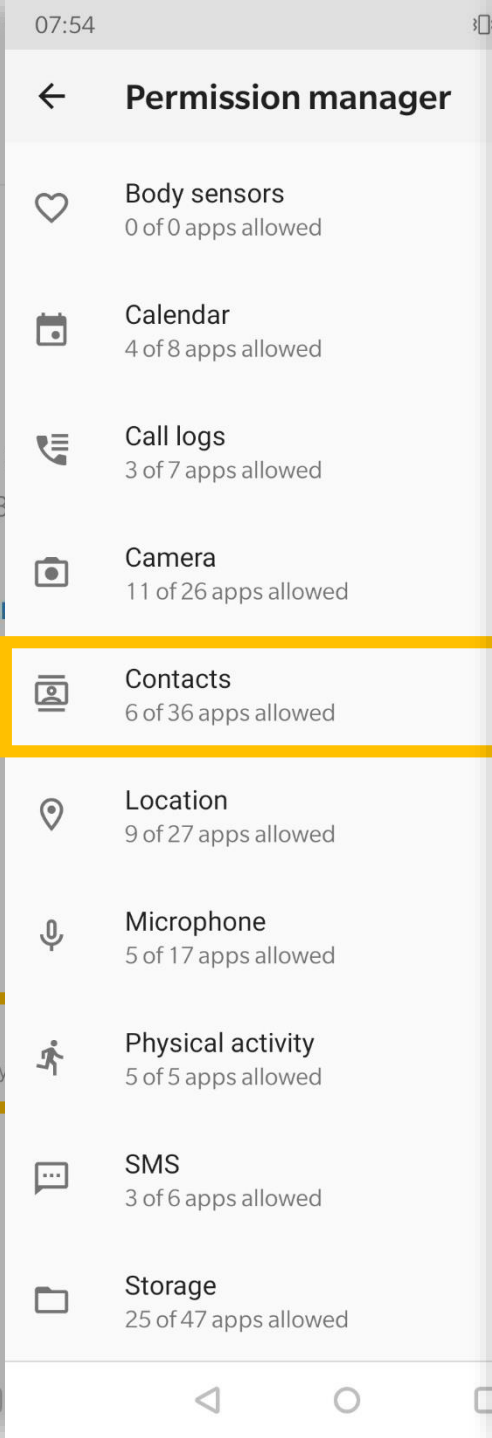 07:54
Permission manager
Body sensors
0 of 0 apps allowed
Calendar
4 of 8 apps allowed
Call logs
3 of 7 apps allowed
Camera
11 of 26 apps allowed
Contacts
6 of 36 apps allowed
Location
9 of 27 apps allowed
Microphone
5 of 17 apps allowed
Physical activity
5 of 5 apps allowed
SMS
3 of 6 apps allowed
Storage
25 of 47 apps allowed